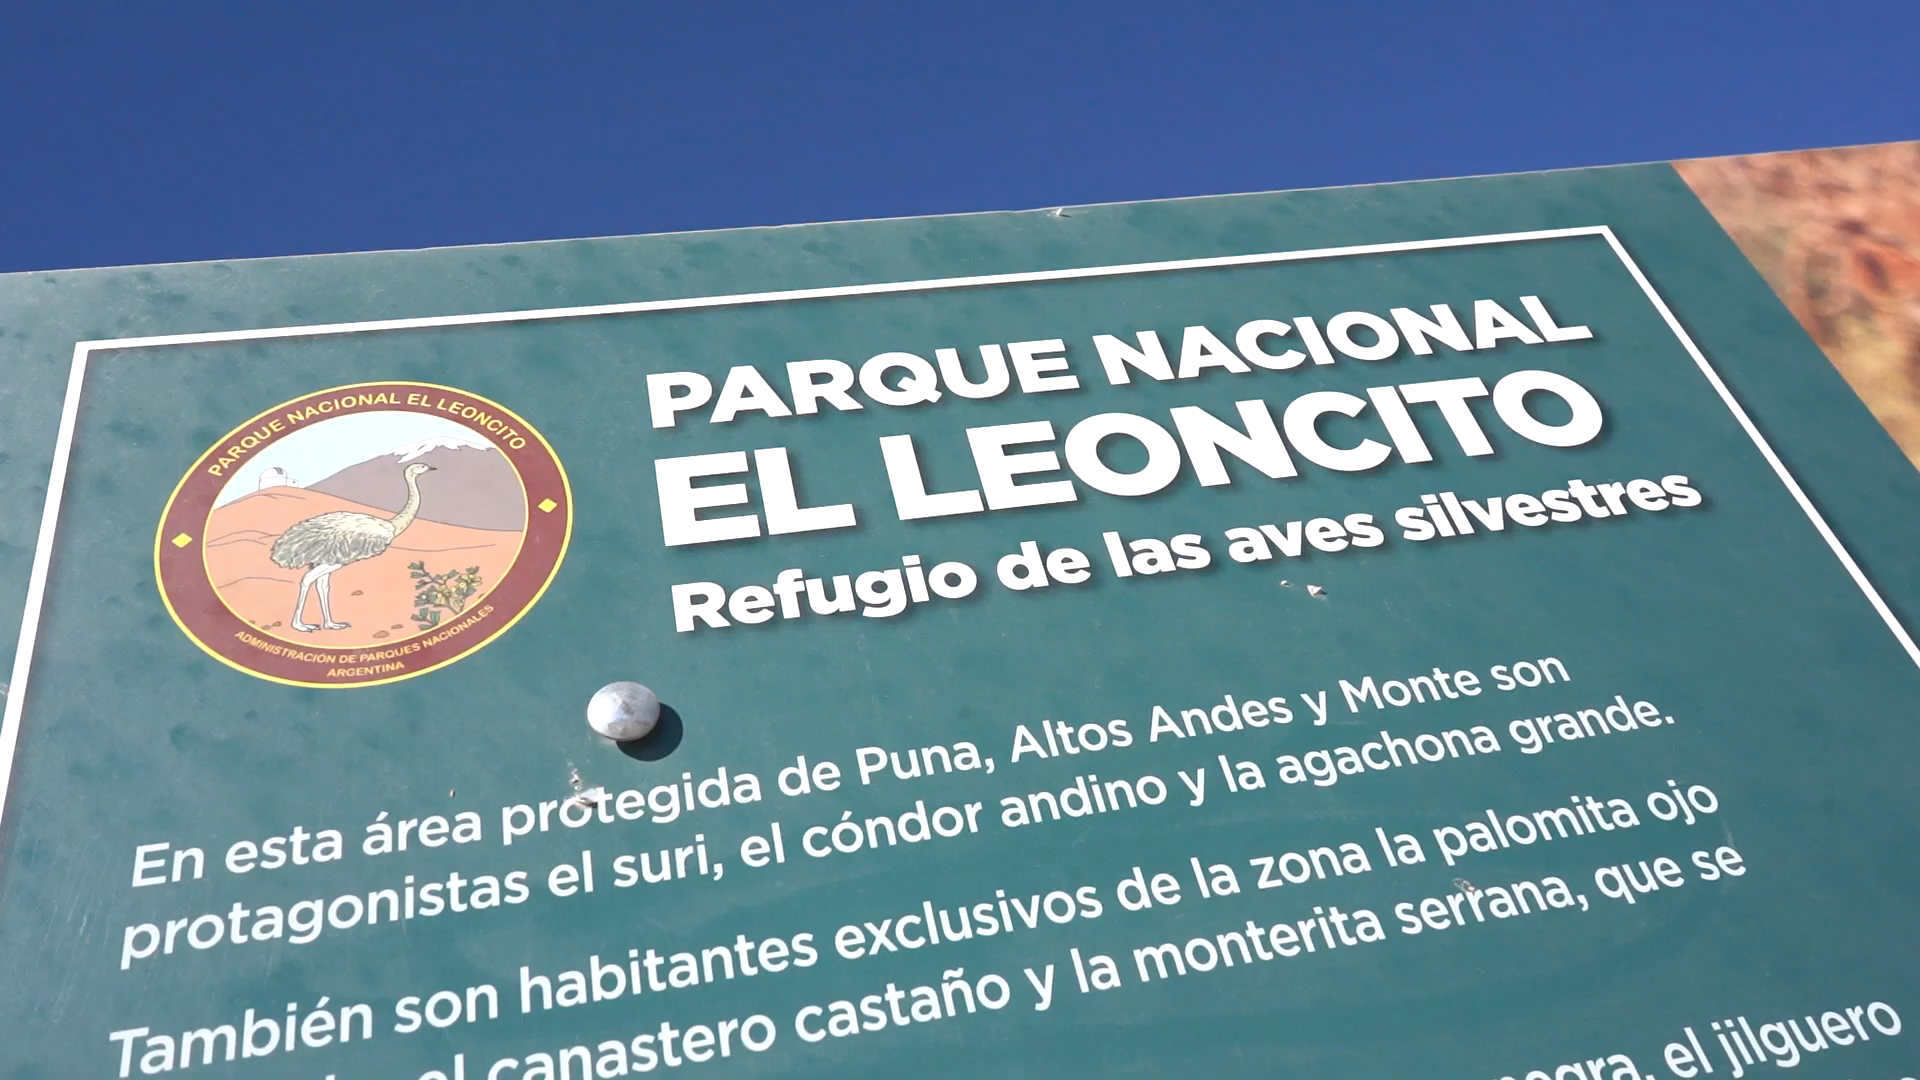 PARQUE NACIONAL EL LEONCITO
ADMINISTRACIÓN DE PARQUES NACIONALES
ARGENTINA
PARQUE NACIONAL
EL LEONCITO
Refugio de las aves silvestres
En esta área protegida de Puna, Altos Andes y Monte son
protagonistas el suri, el cóndor andino y la agachona grande.
También son habitantes exclusivos de la zona la palomita ojo
el canastero castaño y la monterita serrana, que se
negra, el jilguero